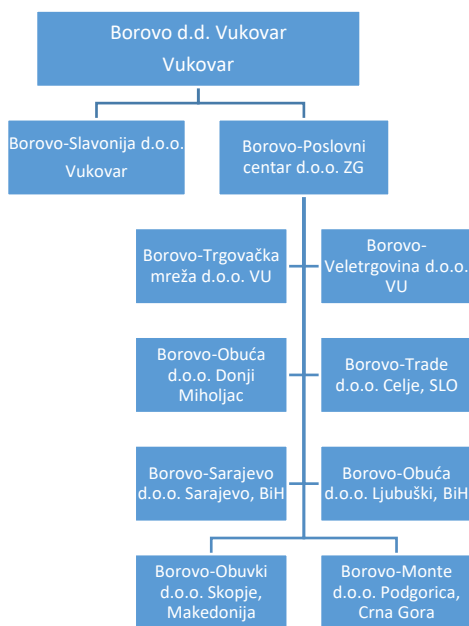 Borovo d.d. Vukovar
Vukovar
Borovo-Slavonija d.o.o.
Vukovar
Borovo-Poslovni
centar d.o.o. ZG
Borovo-Trgovačka
mreža d.o.o. VU
Borovo-
Veletrgovina d.o.o.
VU
Borovo-Obuća
d.o.o. Donji
Miholjac
Borovo-Trade
d.o.o. Celje, SLO
Borovo-Sarajevo
d.o.o. Sarajevo, BiH
Borovo-Obuća
d.o.o. Ljubuški, BiH
Borovo-Obuvki
d.o.o. Skopje,
Makedonija
Borovo-Monte
d.o.o. Podgorica,
Crna Gora